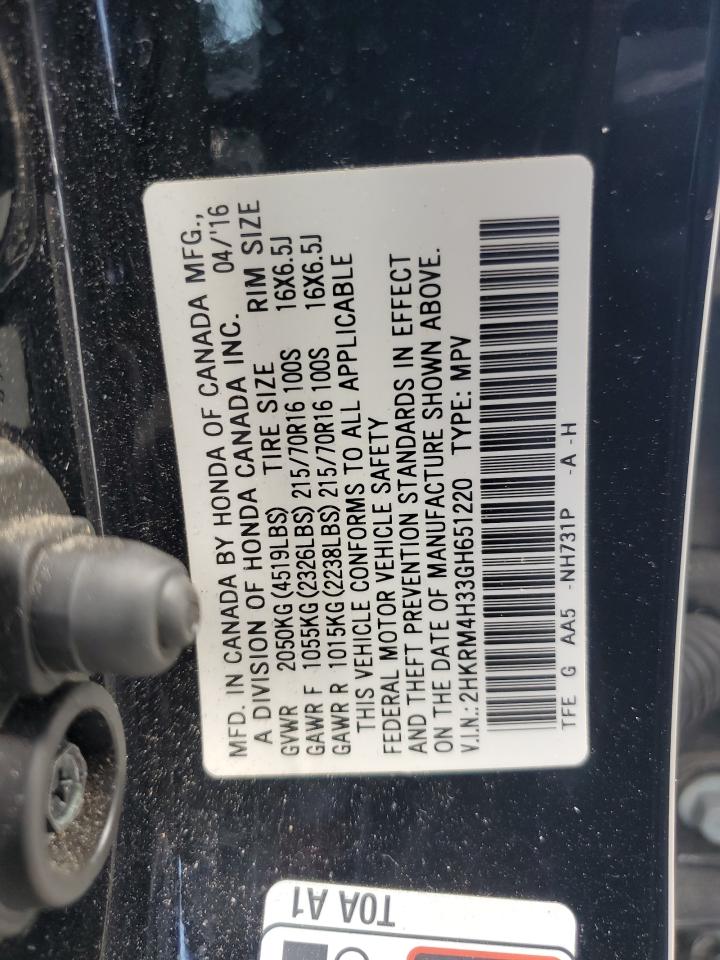 MFD. IN CANADA BY HONDA OF CANADA MFG.,
A DIVISION OF HONDA CANADA INC. 04/'16
GVWR 2050KG(4519LBS) TIRE SIZE RIM SIZE
GAWR F 1055KG(2326LBS)215/70R16 100S 16X6.5J
GAWR R 1015KG(2238LBS)215/70R16 100S 16X6.5J
THIS VEHICLE CONFORMS TO ALL APPLICABLE
FEDERAL MOTOR VEHICLE SAFETY
AND THEFT PREVENTION STANDARDS IN EFFECT
ON THE DATE OF MANUFACTURE SHOWN ABOVE.
V.I.N.:2HKRM4H33GH651220 TYPE: MPV
TFE G AA5 -NH731P -A -H
T0A A1